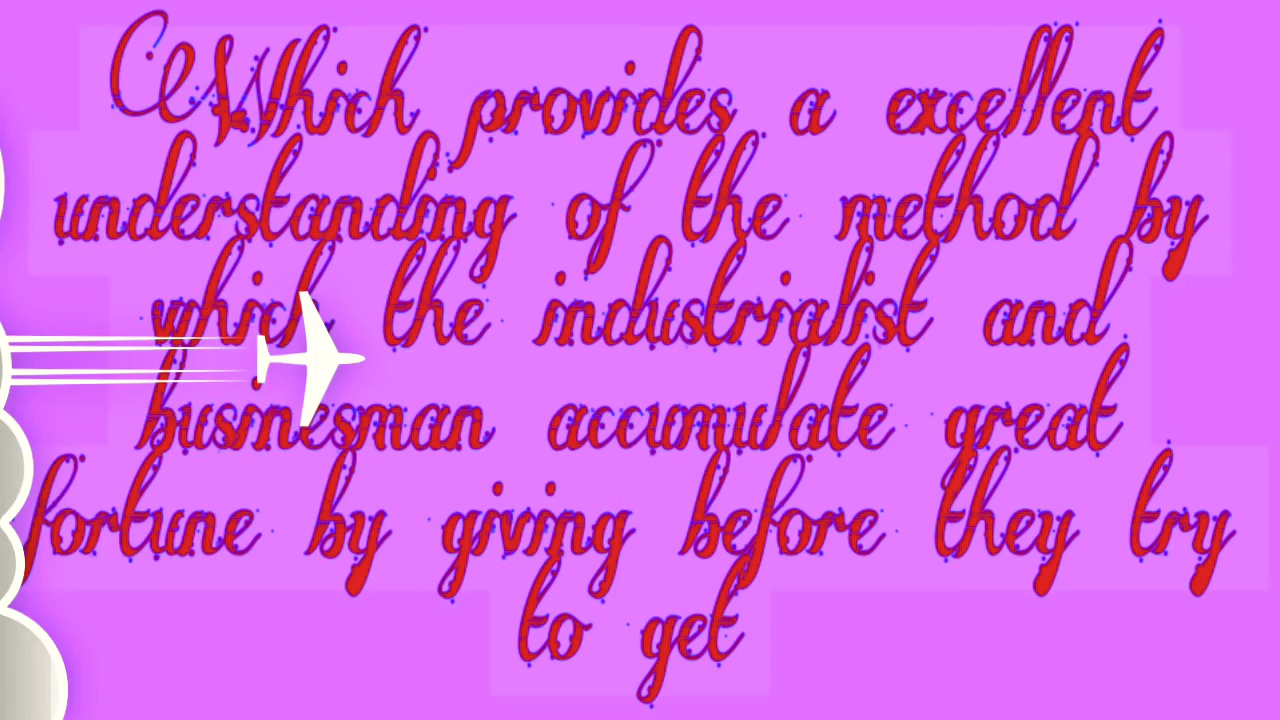 Which provides a excellent
understanding of the method by
which the industrialist and
businesman accumulate great
fortune by giving before they try
to get